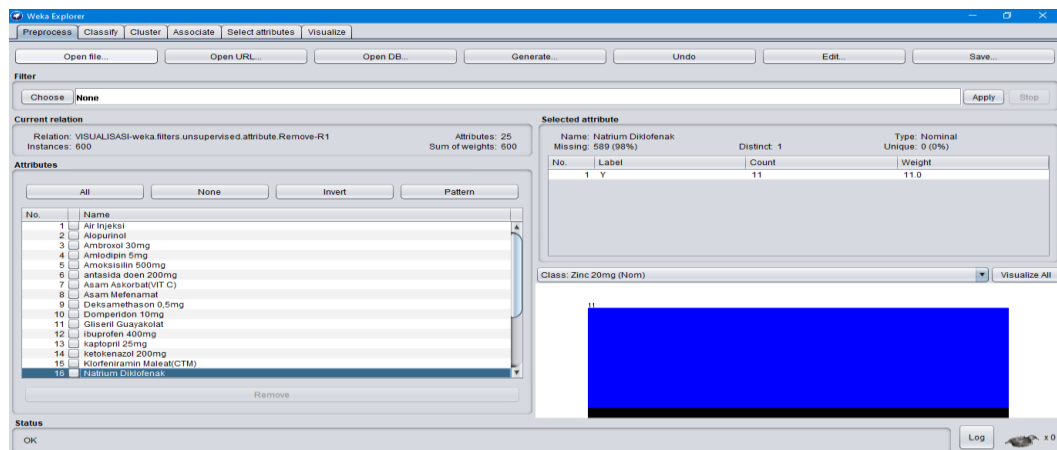 Weka Explorer
Preprocess Classify Cluster Associate Select attributes Visualize
Open file... Open URL... Open DB... Generate... Undo Edit... Save...
Filter
Choose None Apply Stop
Current relation
Relation: VISUALISASI-weka.filters.unsupervised.attribute.Remove-R1 Attributes: 25
Instances: 600 Sum of weights: 600
Attributes
All None Invert Pattern
No. Name
1 Air Injeksi
2 Alopurinol
3 Ambroxol 30mg
4 Amlodipin 5mg
5 Amoksisilin 500mg
6 antasida doen 200mg
7 Asam Askorbat(VIT C)
8 Asam Mefenamat
9 Deksamethason 0,5mg
10 Domperidon 10mg
11 Gliseril Guayakolat
12 ibuprofen 400mg
13 kaptopril 25mg
14 ketokenazol 200mg
15 Klorfeniramin Maleat(CTM)
16 Natrium Diklofenak
Remove
Selected attribute
Name: Natrium Diklofenak Type: Nominal
Missing: 589 (98%) Distinct: 1 Unique: 0 (0%)
No. Label Count Weight
1 Y 11 11.0
Class: Zinc 20mg (Nom) Visualize All
11
Status
OK Log x 0